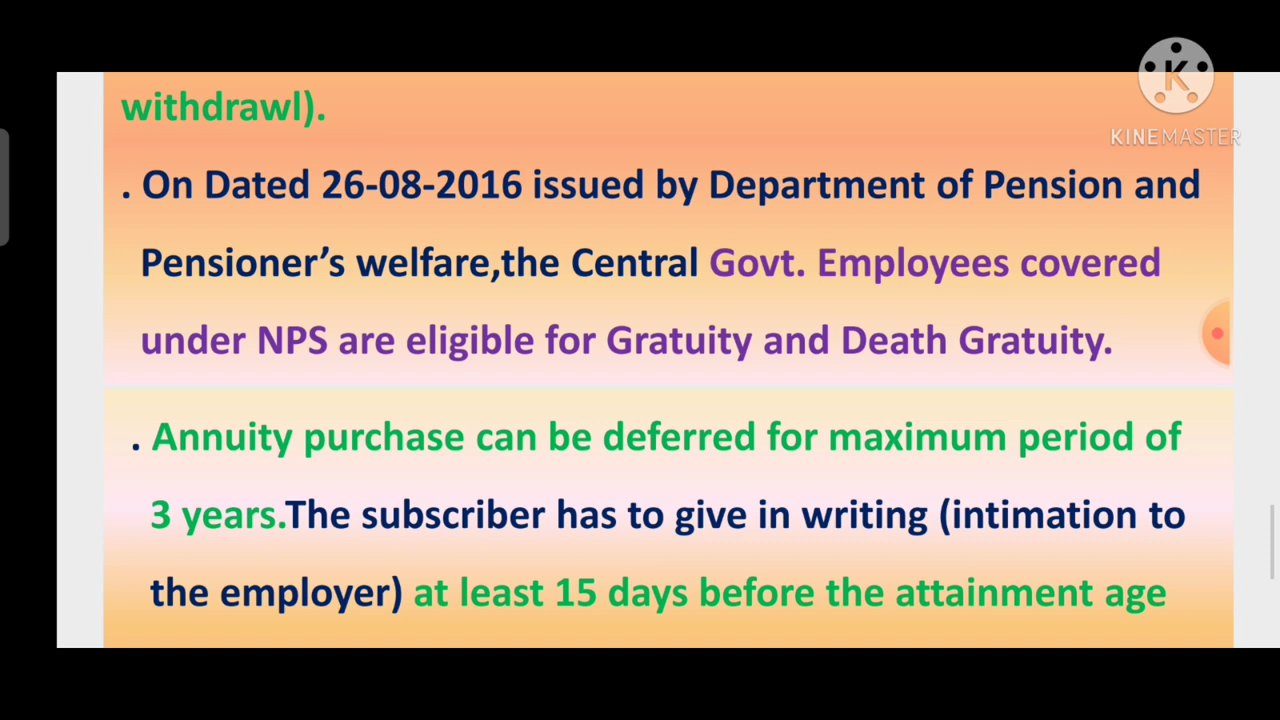 K
KINEMASTER
withdrawl).
. On Dated 26-08-2016 issued by Department of Pension and
Pensioner’s welfare,the Central Govt. Employees covered
under NPS are eligible for Gratuity and Death Gratuity.
. Annuity purchase can be deferred for maximum period of
3 years.The subscriber has to give in writing (intimation to
the employer) at least 15 days before the attainment age